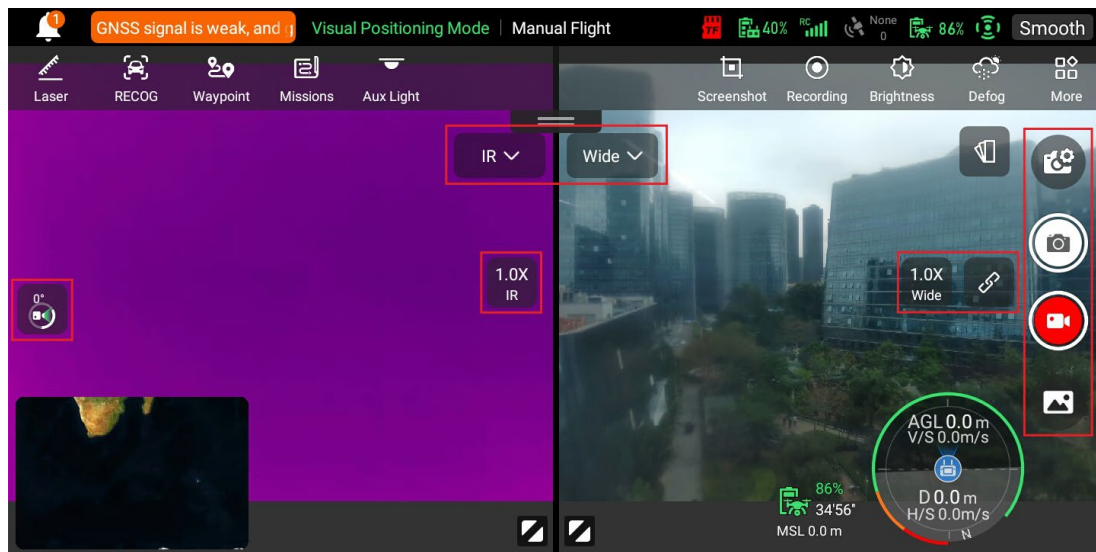 1
GNSS signal is weak, and g
Visual Positioning Mode
Manual Flight
TF
40%
RC
None
0
86%
Smooth
Laser
RECOG
Waypoint
Missions
Aux Light
Screenshot
Recording
Brightness
Defog
More
IR
Wide
1.0X
IR
1.0X
Wide
0°
AGL 0.0 m
V/S 0.0m/s
86%
34'56"
MSL 0.0 m
D 0.0 m
H/S 0.0m/s
N